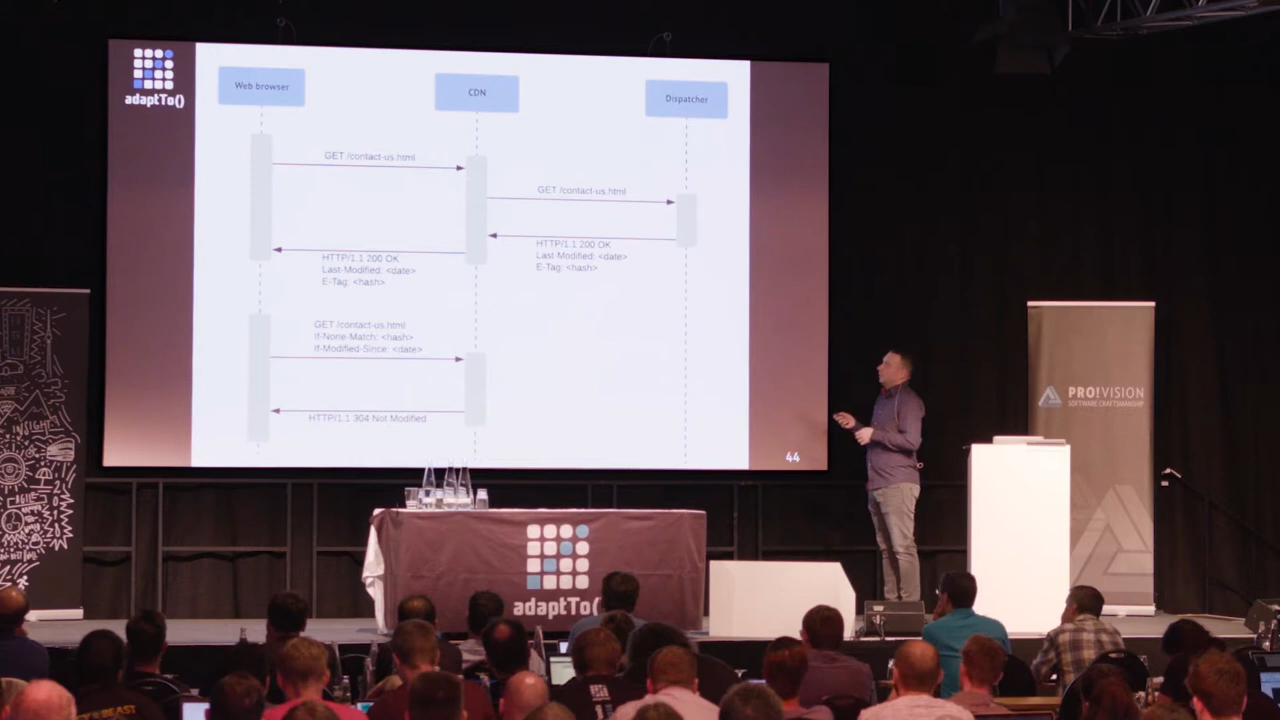 adaptTo()
Web browser
CDN
Dispatcher
GET /contact-us.html
GET /contact-us.html
HTTP/1.1 200 OK
Last-Modified: <date>
E-Tag: <hash>
HTTP/1.1 200 OK
Last-Modified: <date>
E-Tag: <hash>
GET /contact-us.html
If-None-Match: <hash>
If-Modified-Since: <date>
HTTP/1.1 304 Not Modified
44
PRO!VISION
SOFTWARE CRAFTSMANSHIP
INSIGHT
AGILE
adaptTo(
BEAST